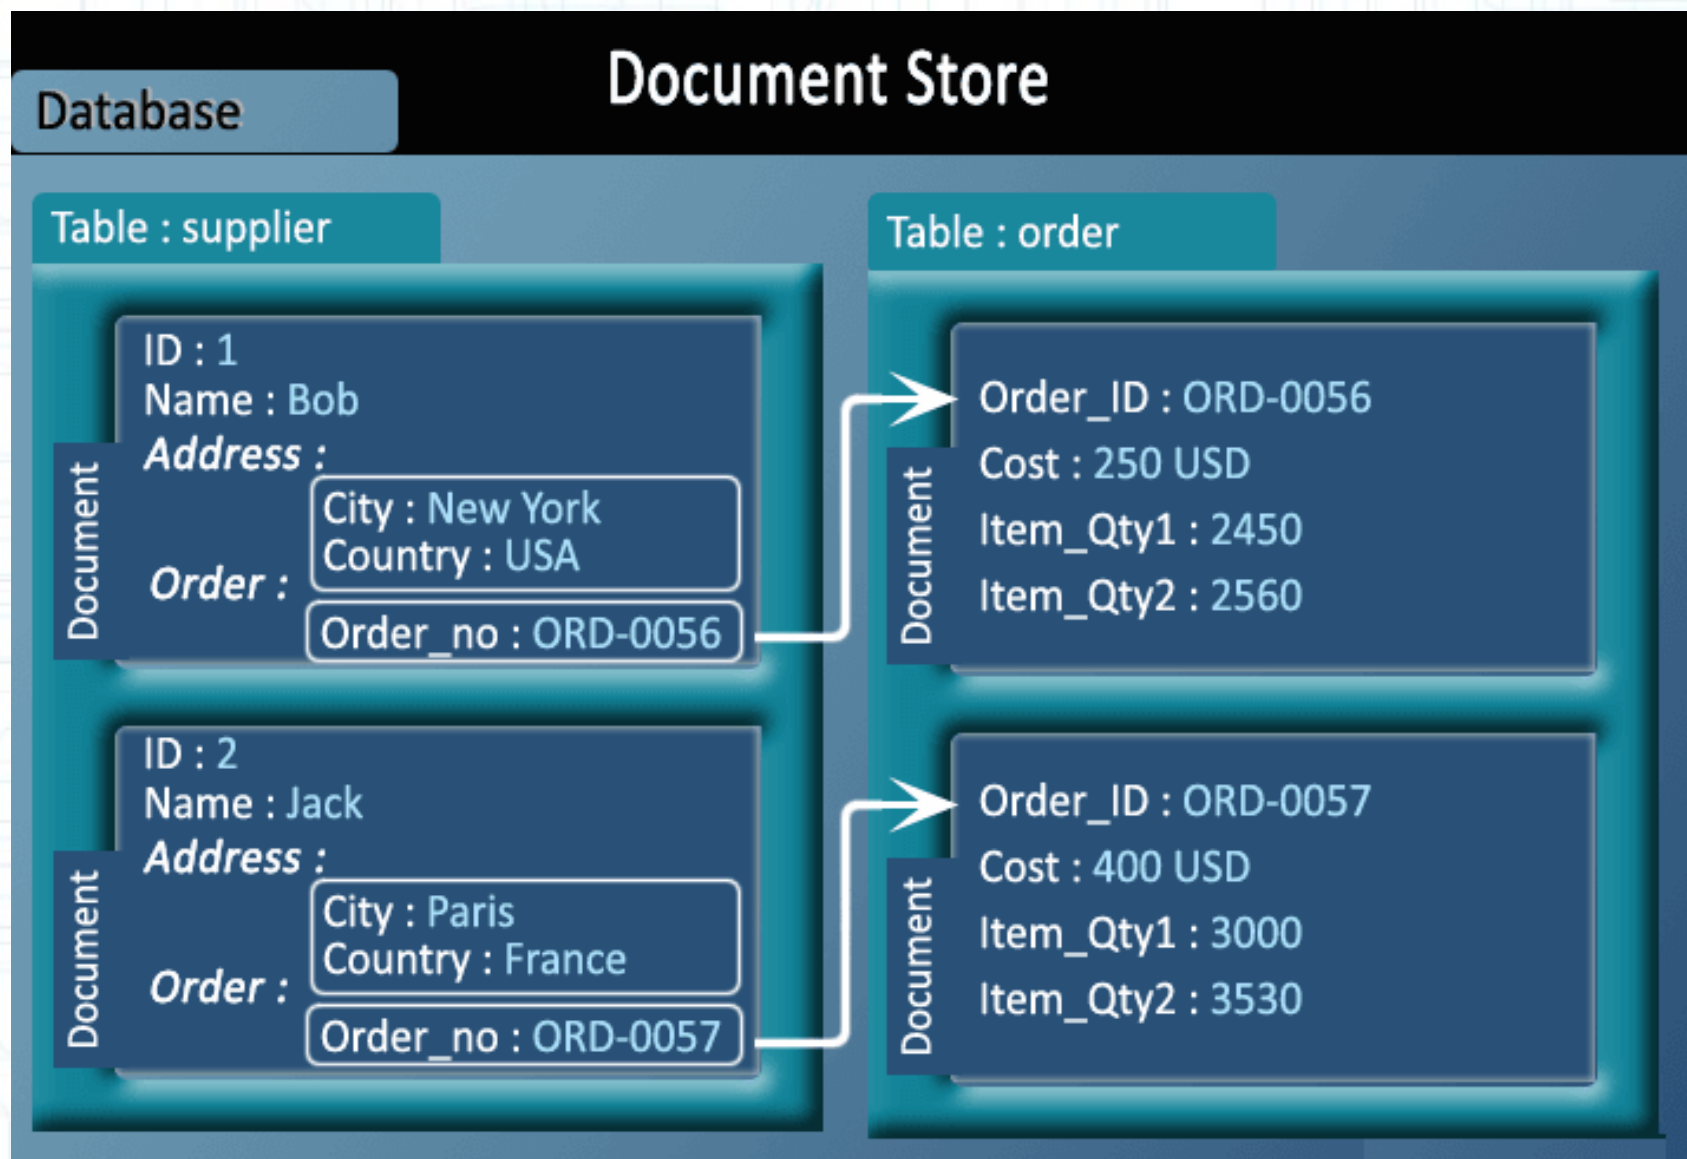 Document Store
Database
Table : supplier
Document
ID : 1
Name : Bob
Address :
City : New York
Country : USA
Order :
Order_no : ORD-0056
Document
ID : 2
Name : Jack
Address :
City : Paris
Country : France
Order :
Order_no : ORD-0057
Table : order
Document
Order_ID : ORD-0056
Cost : 250 USD
Item_Qty1 : 2450
Item_Qty2 : 2560
Document
Order_ID : ORD-0057
Cost : 400 USD
Item_Qty1 : 3000
Item_Qty2 : 3530